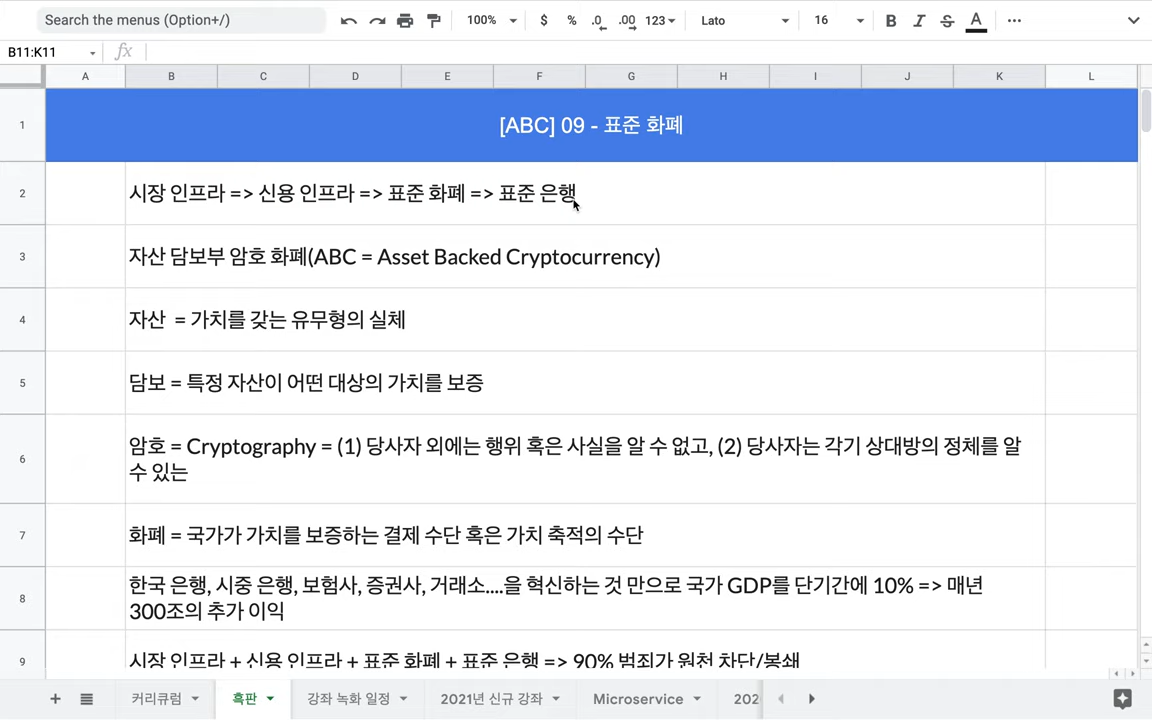 Search the menus (Option+/)
100%
$
%
.0
.00
123
Lato
16
B
I
S
A
B11:K11
fx
A B C D E F G H I J K L
1
[ABC] 09 - 표준 화폐
2
시장 인프라 => 신용 인프라 => 표준 화폐 => 표준 은행
3
자산 담보부 암호 화폐(ABC = Asset Backed Cryptocurrency)
4
자산 = 가치를 갖는 유무형의 실체
5
담보 = 특정 자산이 어떤 대상의 가치를 보증
6
암호 = Cryptography = (1) 당사자 외에는 행위 혹은 사실을 알 수 없고, (2) 당사자는 각기 상대방의 정체를 알
수 있는
7
화폐 = 국가가 가치를 보증하는 결제 수단 혹은 가치 축적의 수단
8
한국 은행, 시중 은행, 보험사, 증권사, 거래소....을 혁신하는 것 만으로 국가 GDP를 단기간에 10% => 매년
300조의 추가 이익
9
시장 인프라 + 신용 인프라 + 표준 화폐 + 표준 은행 => 90% 범죄가 원천 차단/봉쇄
커리큐럼
흑판
강좌 녹화 일정
2021년 신규 강좌
Microservice
202